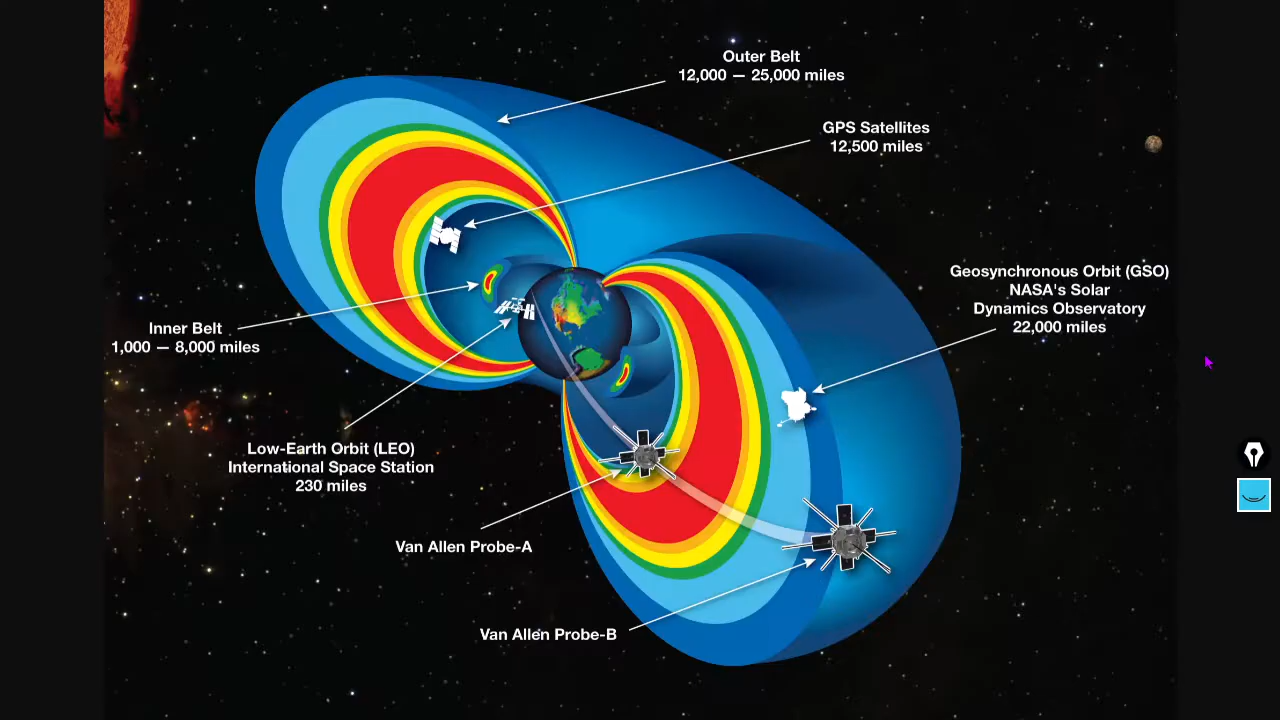 Outer Belt
12,000 — 25,000 miles
GPS Satellites
12,500 miles
Geosynchronous Orbit (GSO)
NASA's Solar
Dynamics Observatory
22,000 miles
Inner Belt
1,000 — 8,000 miles
Low-Earth Orbit (LEO)
International Space Station
230 miles
Van Allen Probe-A
Van Allen Probe-B